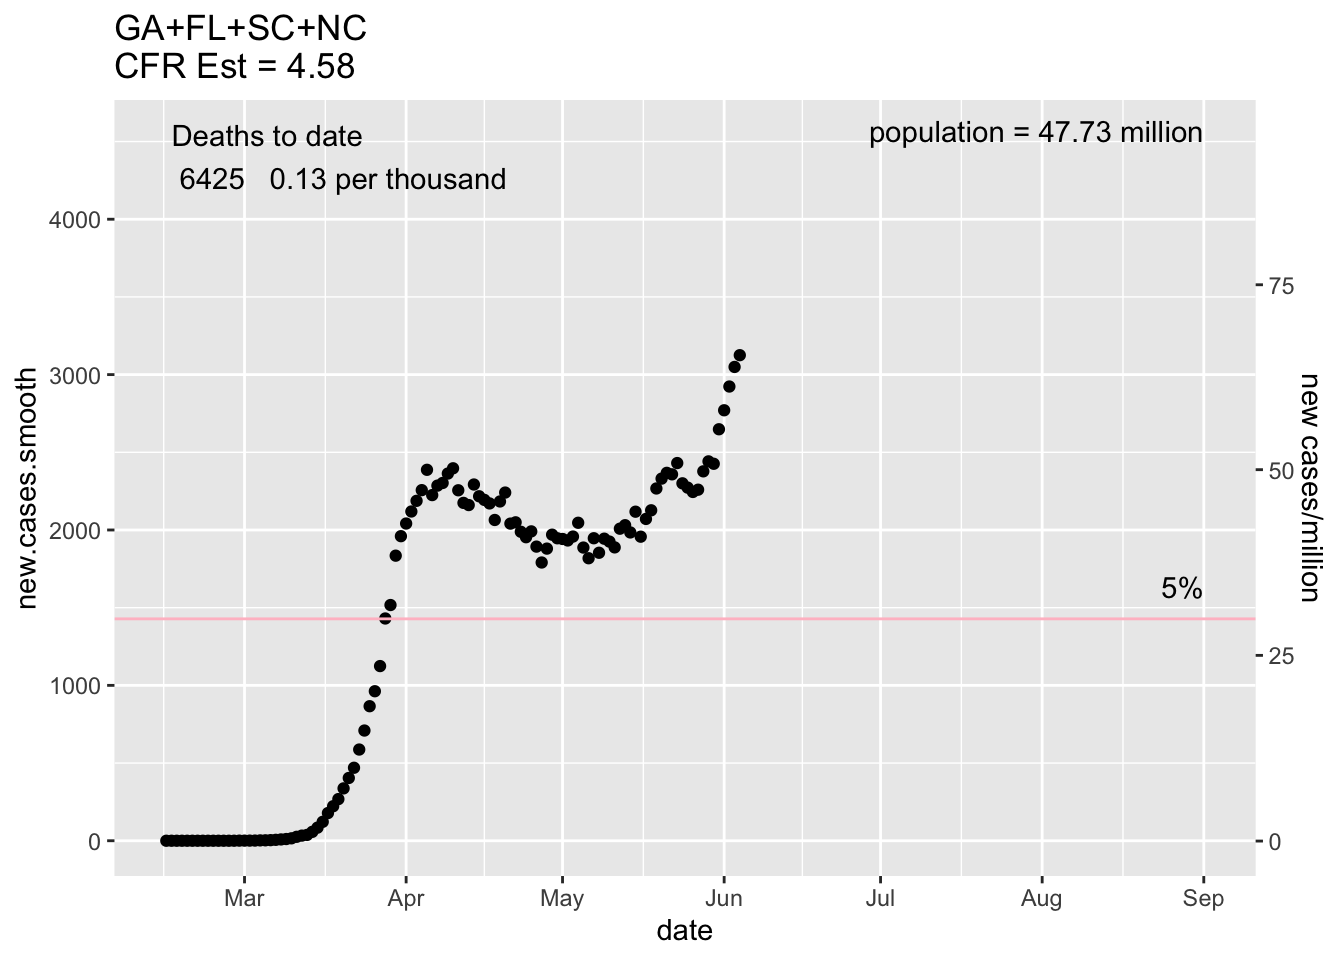 GA+FL+SC+NC
CFR Est = 4.58
Deaths to date
6425 0.13 per thousand
population = 47.73 million
4000
3000
2000
1000
0
new.cases.smooth
75
50
25
0
new cases/million
5%
Mar Apr May Jun Jul Aug Sep
date